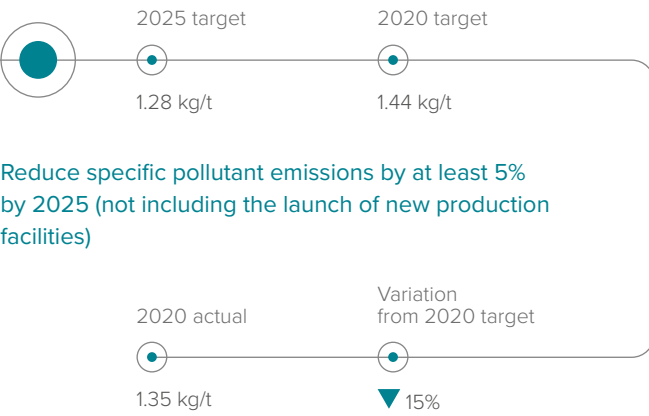 2025 target
2020 target
1.28 kg/t
1.44 kg/t
Reduce specific pollutant emissions by at least 5%
by 2025 (not including the launch of new production
facilities)
2020 actual
Variation
from 2020 target
1.35 kg/t
15%